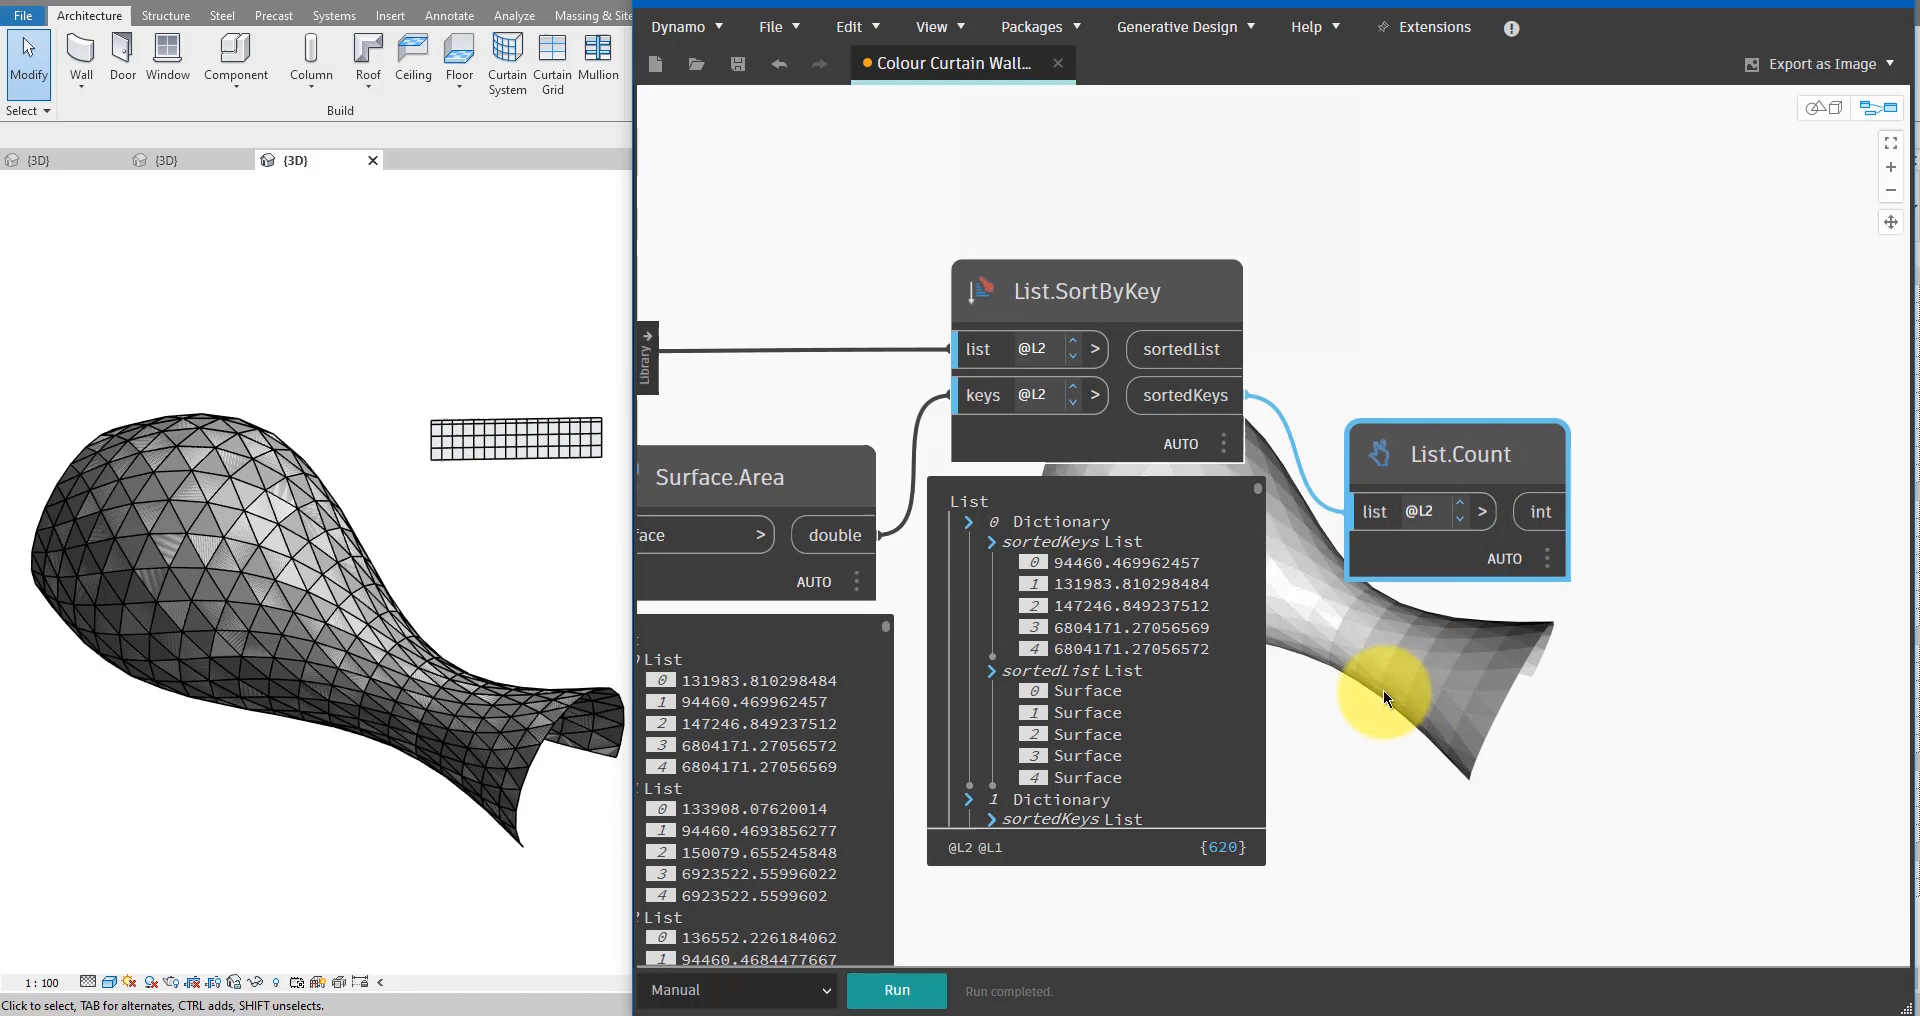 File Architecture Structure Steel Precast Systems Insert Annotate Analyze Massing & Site
Modify
Wall Door Window Component Column Roof Ceiling Floor Curtain System Curtain Grid Mullion
Select
Build
{3D} {3D} {3D}
1 : 100
Click to select, TAB for alternates, CTRL adds, SHIFT unselects.
Dynamo File Edit View Packages Generative Design Help Extensions
Colour Curtain Wall...
Export as Image
Library
List.SortByKey
list @L2 > sortedList
keys @L2 > sortedKeys
AUTO
Surface.Area
face > double
AUTO
List
0 131983.810298484
1 94460.469962457
2 147246.849237512
3 6804171.27056572
4 6804171.27056569
List
0 133908.07620014
1 94460.4693856277
2 150079.655245848
3 6923522.55996022
4 6923522.5599602
List
0 136552.226184062
1 94460.4684477667
List
0 Dictionary
sortedKeys List
0 94460.469962457
1 131983.810298484
2 147246.849237512
3 6804171.27056569
4 6804171.27056572
sortedList List
0 Surface
1 Surface
2 Surface
3 Surface
4 Surface
1 Dictionary
sortedKeys List
@L2 @L1 {620}
List.Count
list @L2 > int
AUTO
Manual
Run
Run completed.